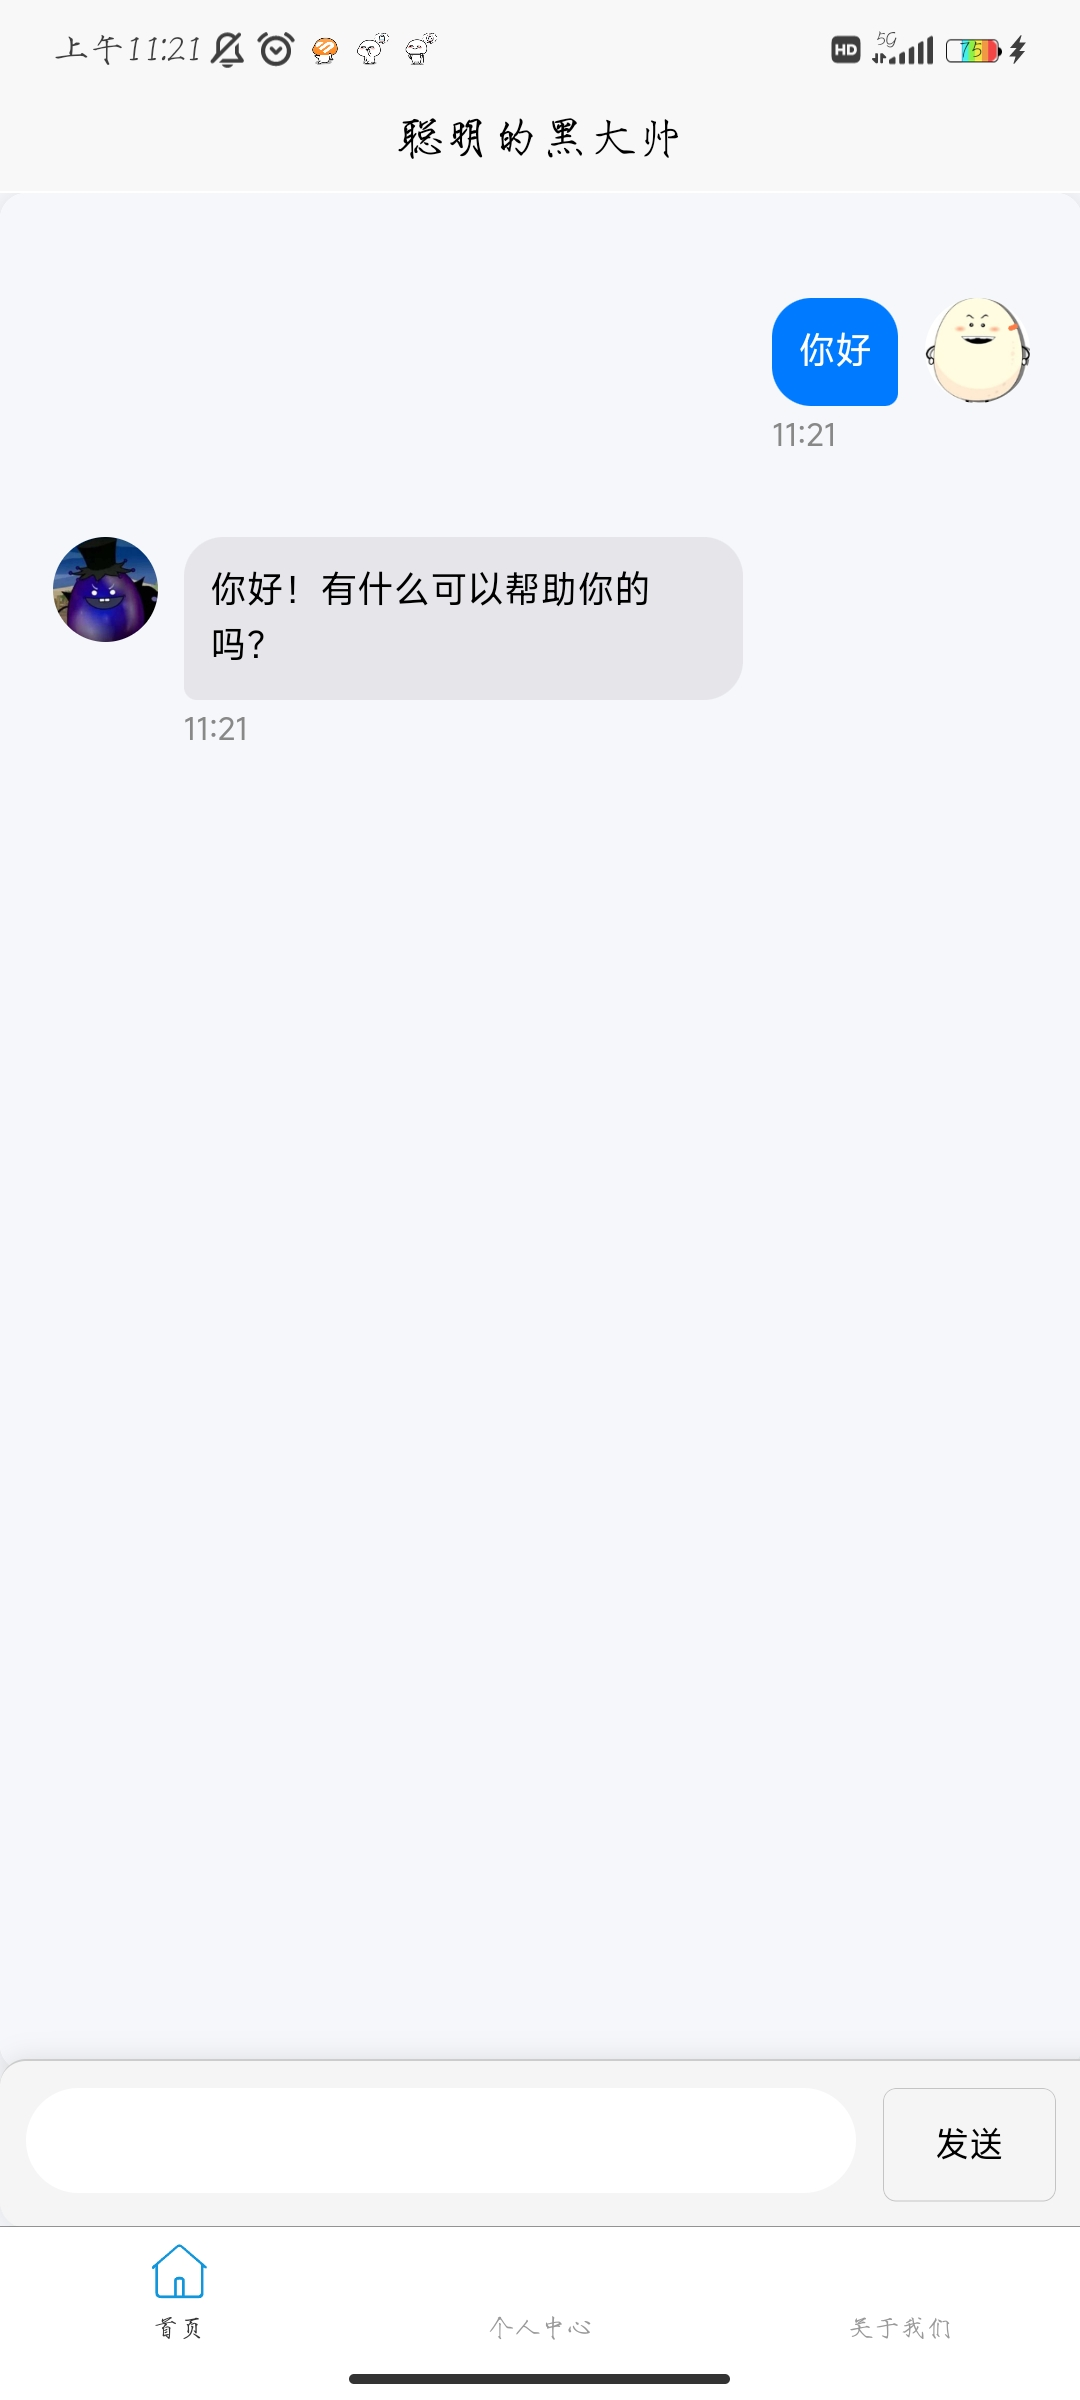 上午11:21
HD 5G 75
聪明的黑大帅
你好
11:21
你好！有什么可以帮助你的
吗？
11:21
发送
首页 个人中心 关于我们